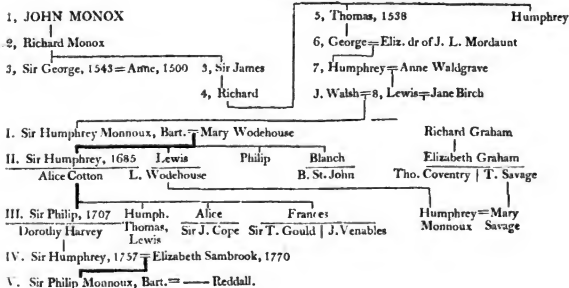 1, JOHN MONOX 5, Thomas, 1538 Humphrey
2, Richard Monox 6, George=Eliz. dr of J. L. Mordaunt
3, Sir George, 1543=Anne, 1500 3, Sir James 7, Humphrey=Anne Waldgrave
4, Richard J. Walsh=8, Lewis=Jane Birch
I. Sir Humphrey Monnoux, Bart.=Mary Wodehouse Richard Graham
II. Sir Humphrey, 1685 Lewis Philip Blanch Elizabeth Graham
Alice Cotton L. Wodehouse B. St. John Tho. Coventry | T. Savage
III. Sir Philip, 1707 Humph. Alice Frances Humphrey=Mary
Dorothy Harvey Thomas, Sir J. Cope Sir T. Gould | J. Venables Monnoux Savage
Lewis
IV. Sir Humphrey, 1757=Elizabeth Sambrook, 1770
V. Sir Philip Monnoux, Bart.=—— Reddall.